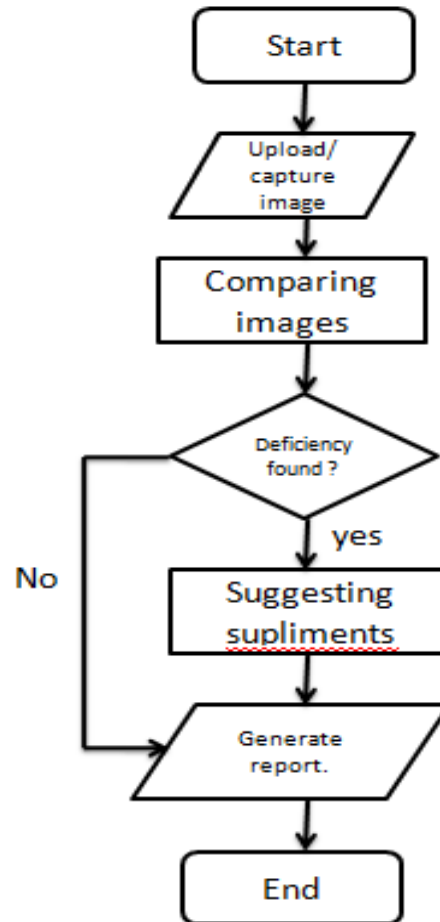 Start
Upload/
capture
image
Comparing
images
Deficiency
found ?
yes
No
Suggesting
supliments
Generate
report.
End